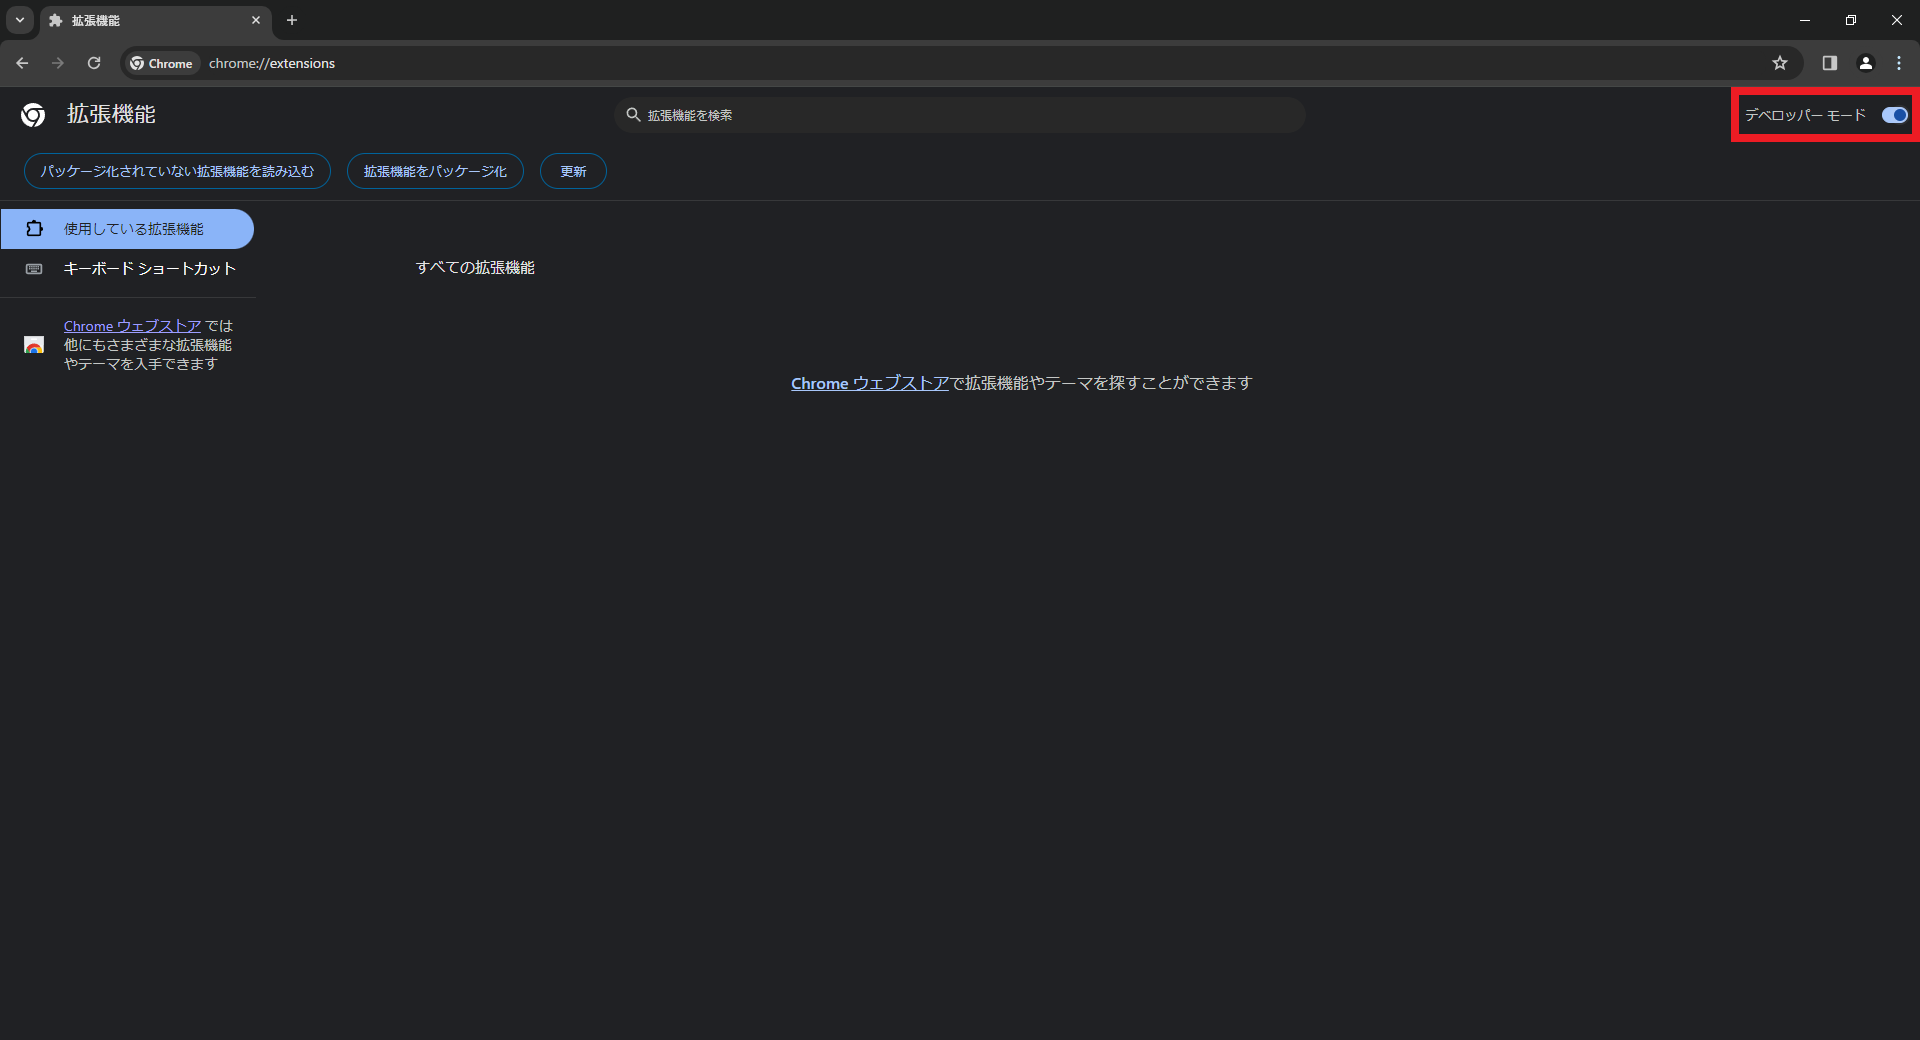 拡張機能
Chrome
chrome://extensions
拡張機能
拡張機能を検索
デベロッパー モード
パッケージ化されていない拡張機能を読み込む
拡張機能をパッケージ化
更新
使用している拡張機能
キーボード ショートカット
Chrome ウェブストア では
他にもさまざまな拡張機能
やテーマを入手できます
すべての拡張機能
Chrome ウェブストアで拡張機能やテーマを探すことができます